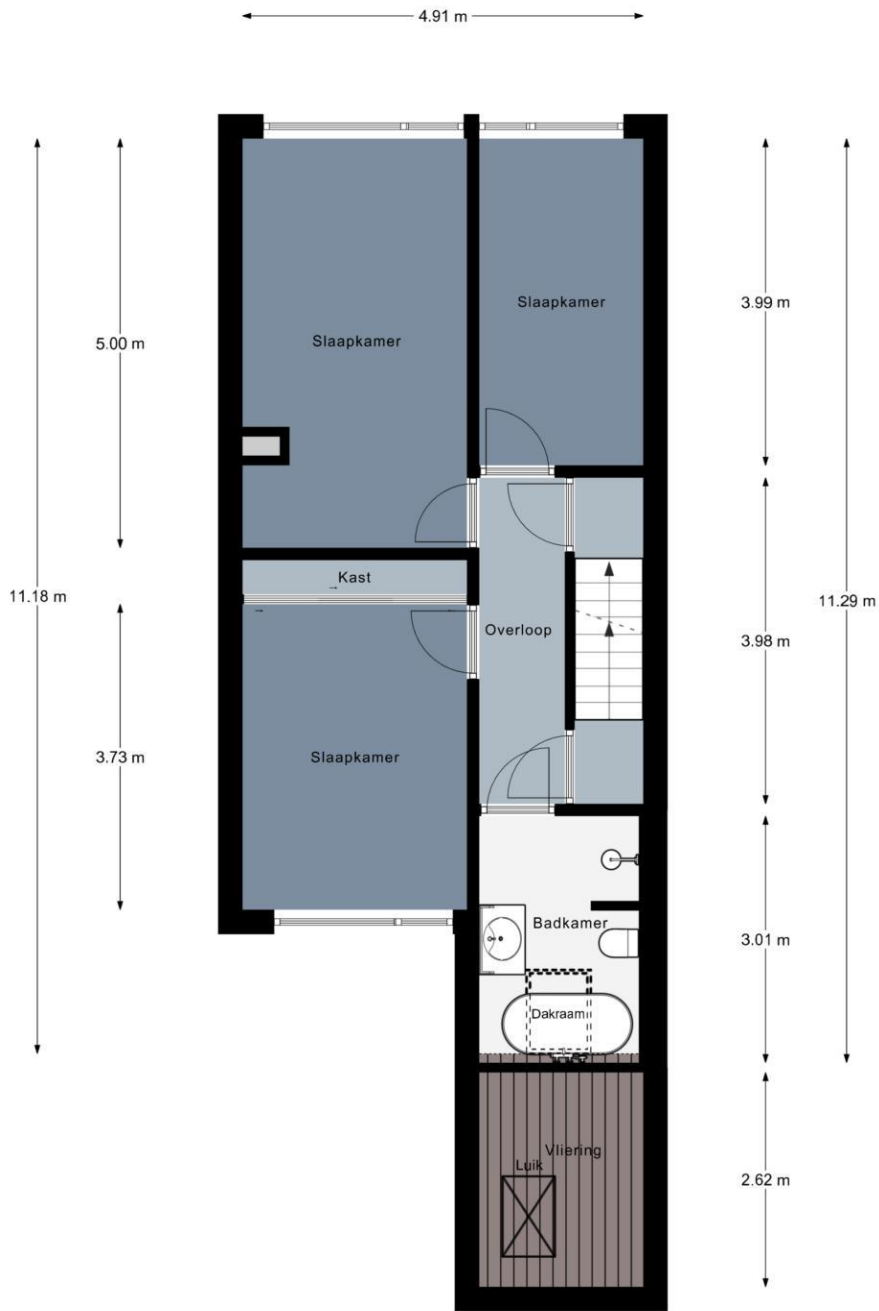 4.91 m
Slaapkamer
3.99 m
Slaapkamer
5.00 m
Kast
11.18 m
11.29 m
Overloop
3.98 m
Slaapkamer
3.73 m
Badkamer
3.01 m
Dakraam
Vliering
Luik
2.62 m